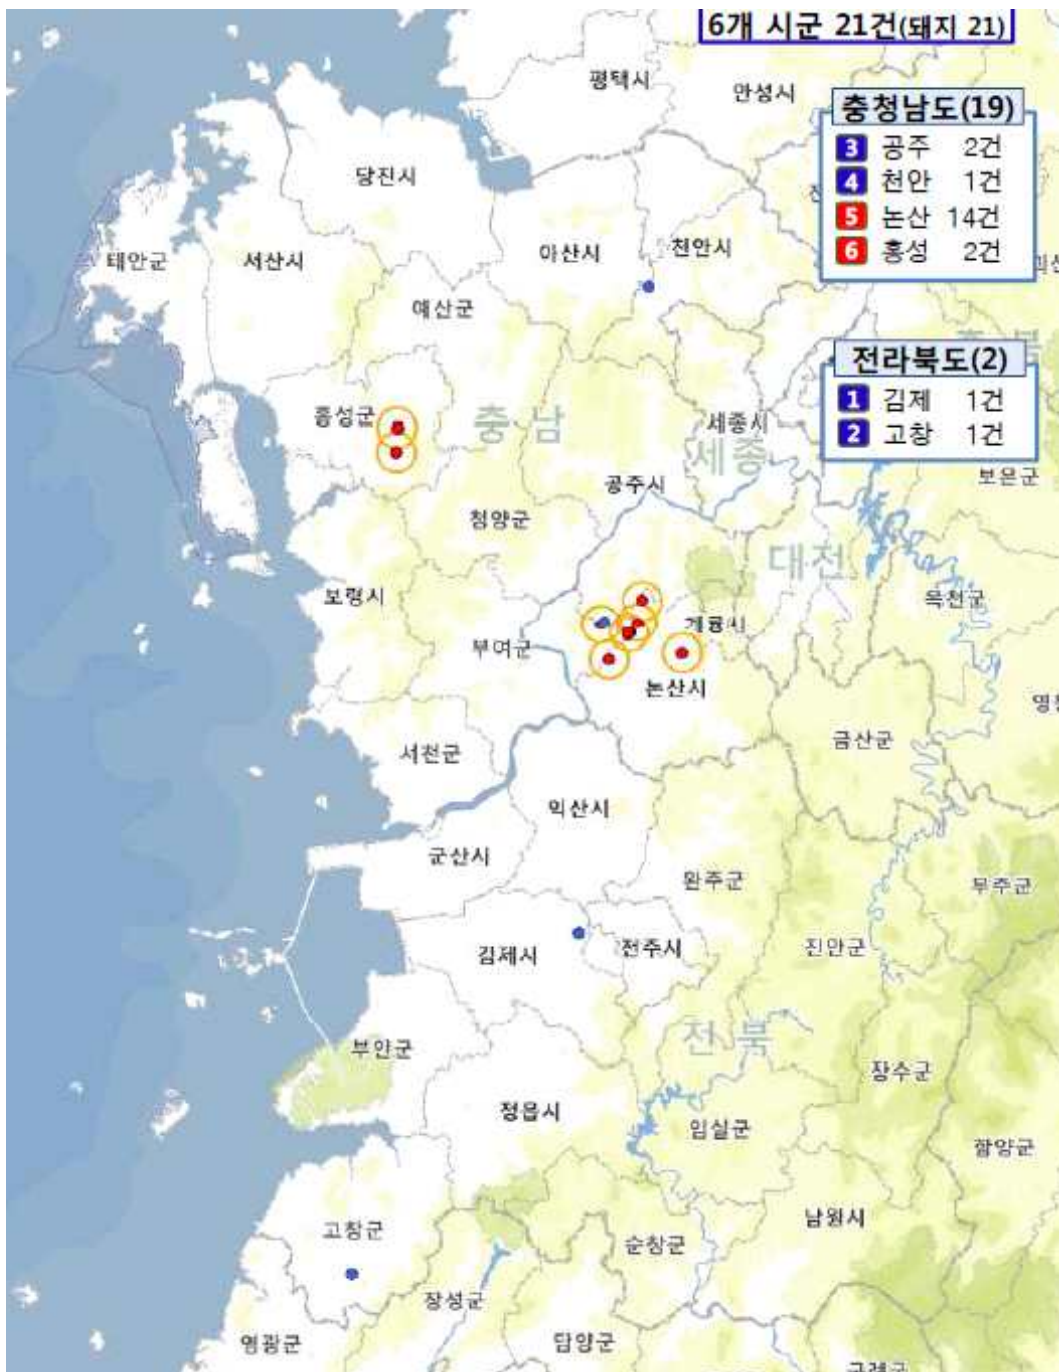 6개 시군 21건(돼지 21)
평택시
안성시
충청남도(19)
3 공주 2건
4 천안 1건
5 논산 14건
6 홍성 2건
당진시
태안군
서산시
아산시
천안시
예산군
전라북도(2)
1 김제 1건
2 고창 1건
홍성군
충남
세종시
세종
공주시
보은군
청양군
대전
보령시
옥천군
부여군
계룡시
논산시
금산군
서천군
익산시
군산시
완주군
무주군
김제시
전주시
진안군
전북
부안군
장수군
정읍시
임실군
함양군
고창군
순창군
남원시
장성군
영광군
담양군
구례군